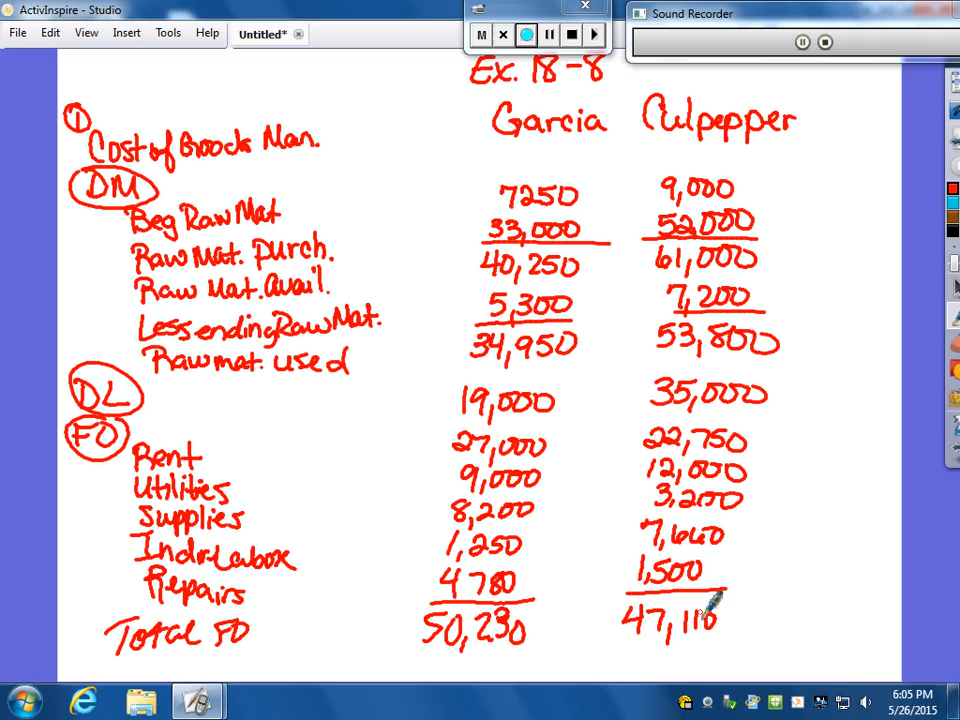 ActivInspire - Studio
Sound Recorder
File Edit View Insert Tools Help Untitled*
M
Ex. 18-8
①
Garcia Culpepper
Cost of Goods Man.
DM
Beg Raw Mat 7250 9,000
Raw Mat. purch. 33,000 52,000
Raw Mat. Avail. 40,250 61,000
Less ending Raw Mat. 5,300 7,200
Raw mat. used 34,950 53,800
DL 19,000 35,000
FO
Rent 27,000 22,750
Utilities 9,000 12,000
Supplies 8,200 3,200
Indr Labor 1,250 7,660
Repairs 4780 1,500
Total FO 50,230 47,110
6:05 PM
5/26/2015